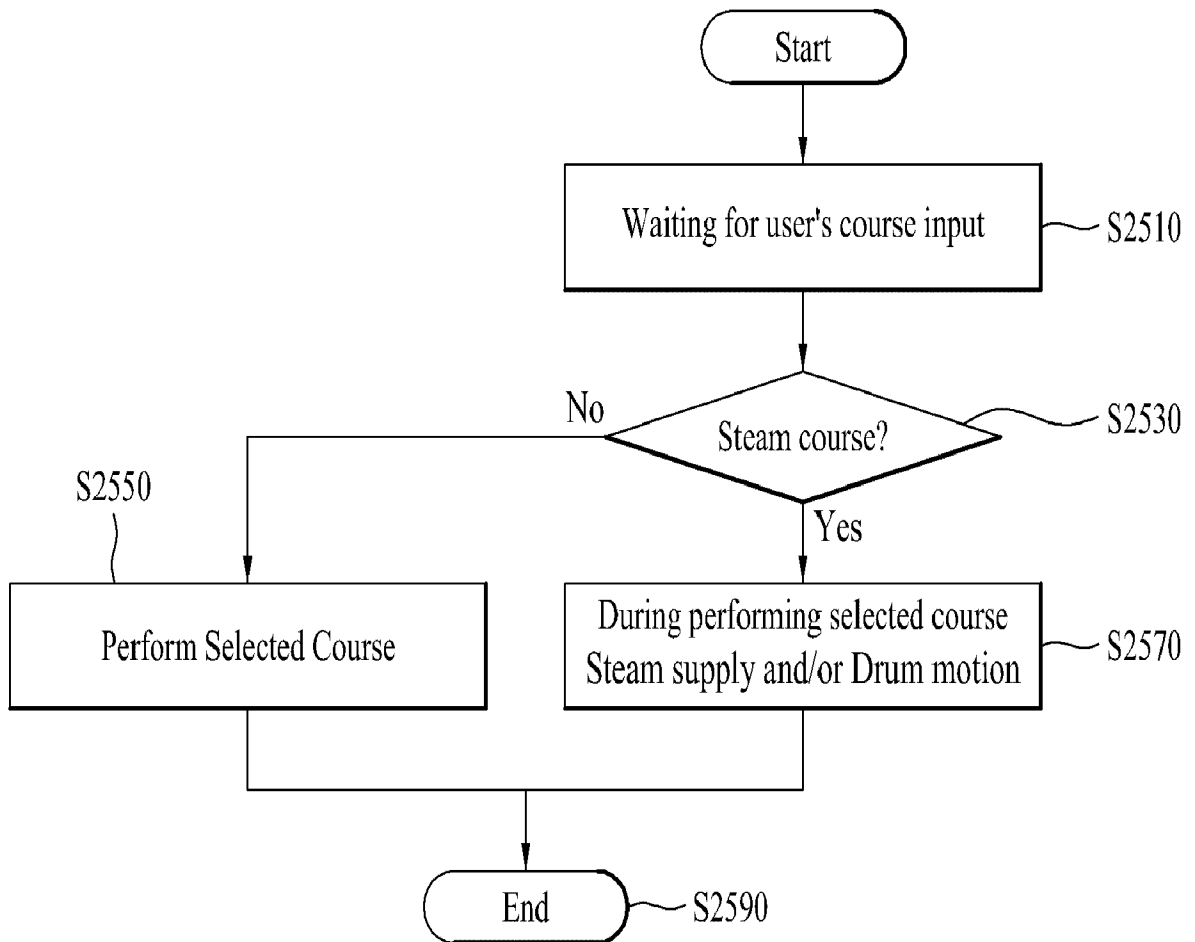 Start
Waiting for user's course input
S2510
Steam course?
S2530
No
Yes
S2550
Perform Selected Course
During performing selected course
Steam supply and/or Drum motion
S2570
End
S2590